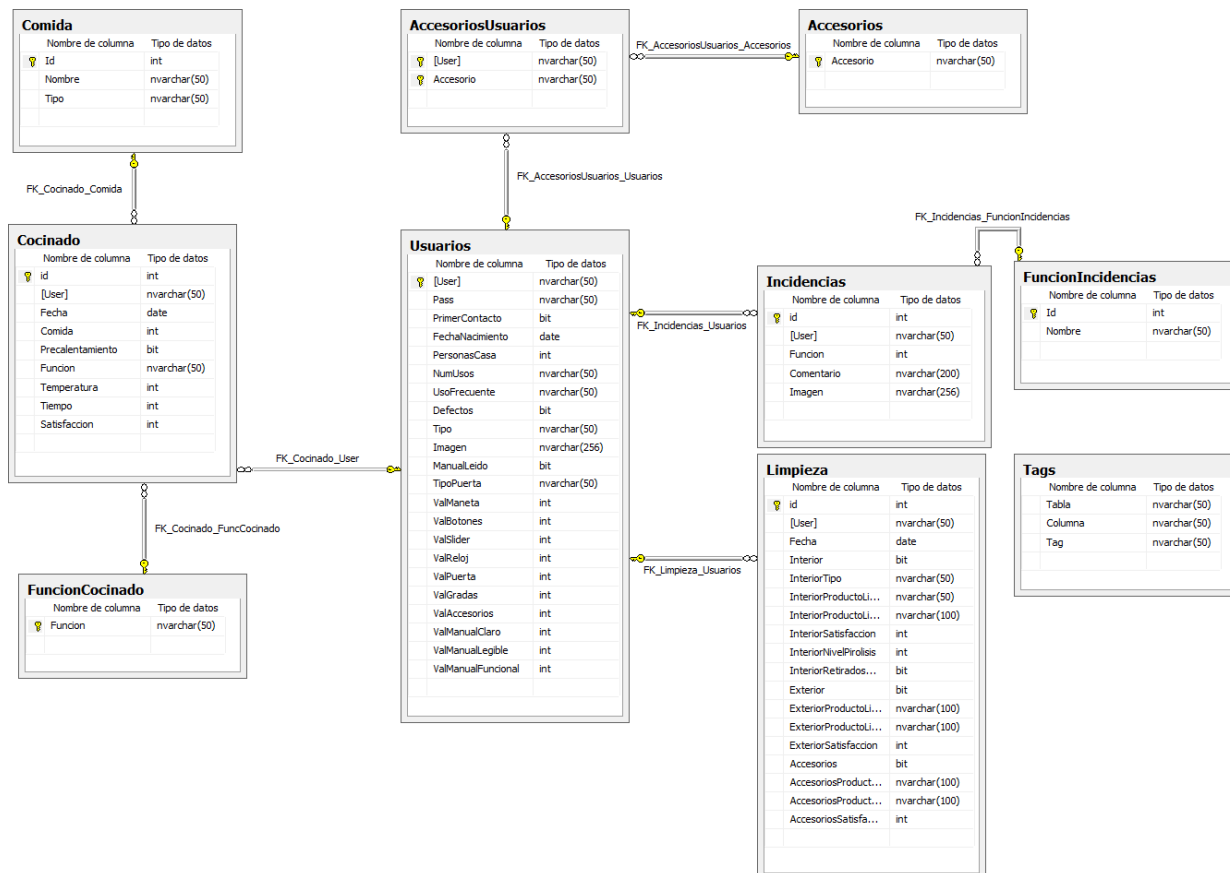 Comida
Nombre de columna Tipo de datos
Id int
Nombre nvarchar(50)
Tipo nvarchar(50)
AccesoriosUsuarios
Nombre de columna Tipo de datos
[User] nvarchar(50)
Accesorio nvarchar(50)
FK_AccesoriosUsuarios_Accesorios
Accesorios
Nombre de columna Tipo de datos
Accesorio nvarchar(50)
FK_Cocinado_Comida
FK_AccesoriosUsuarios_Usuarios
Cocinado
Nombre de columna Tipo de datos
id int
[User] nvarchar(50)
Fecha date
Comida int
Precalentamiento bit
Funcion nvarchar(50)
Temperatura int
Tiempo int
Satisfaccion int
FK_Cocinado_User
FK_Cocinado_FuncCocinado
FuncionCocinado
Nombre de columna Tipo de datos
Funcion nvarchar(50)
Usuarios
Nombre de columna Tipo de datos
[User] nvarchar(50)
Pass nvarchar(50)
PrimerContacto bit
FechaNacimiento date
PersonasCasa int
NumUsos nvarchar(50)
UsoFrecuente nvarchar(50)
Defectos bit
Tipo nvarchar(50)
Imagen nvarchar(256)
ManualLeido bit
TipoPuerta nvarchar(50)
ValManeta int
ValBotones int
ValSlider int
ValReloj int
ValPuerta int
ValGradas int
ValAccesorios int
ValManualClaro int
ValManualLegible int
ValManualFuncional int
FK_Incidencias_Usuarios
FK_Limpieza_Usuarios
FK_Incidencias_FuncionIncidencias
Incidencias
Nombre de columna Tipo de datos
id int
[User] nvarchar(50)
Funcion int
Comentario nvarchar(200)
Imagen nvarchar(256)
FuncionIncidencias
Nombre de columna Tipo de datos
Id int
Nombre nvarchar(50)
Limpieza
Nombre de columna Tipo de datos
id int
[User] nvarchar(50)
Fecha date
Interior bit
InteriorTipo nvarchar(50)
InteriorProductoLi... nvarchar(50)
InteriorProductoLi... nvarchar(100)
InteriorSatisfaccion int
InteriorNivelPirolisis int
InteriorRetirados... bit
Exterior bit
ExteriorProductoLi... nvarchar(100)
ExteriorProductoLi... nvarchar(100)
ExteriorSatisfaccion int
Accesorios bit
AccesoriosProduct... nvarchar(100)
AccesoriosProduct... nvarchar(100)
AccesoriosSatisfa... int
Tags
Nombre de columna Tipo de datos
Tabla nvarchar(50)
Columna nvarchar(50)
Tag nvarchar(50)